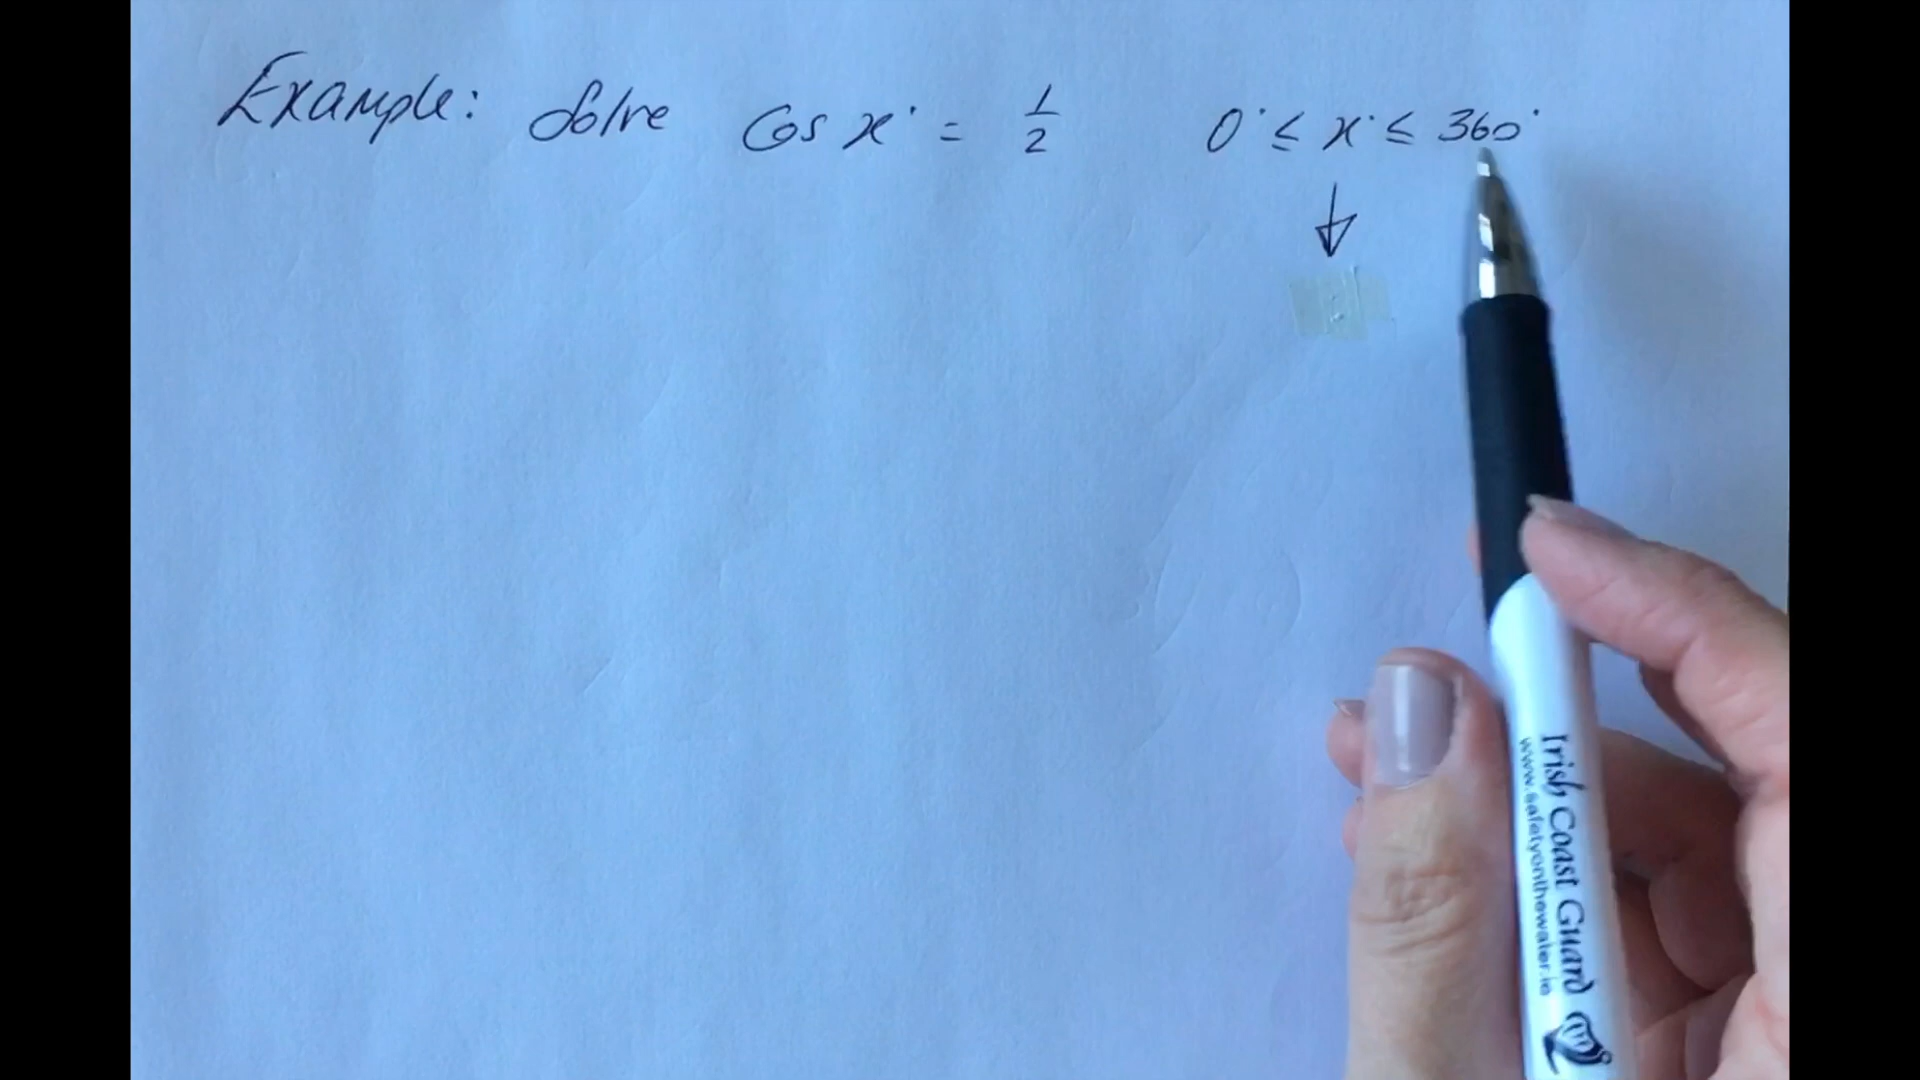 Example: Solve Cos x° = 1/2 0° ≤ x° ≤ 360°
Irish Coast Guard
www.safetyonthewater.ie